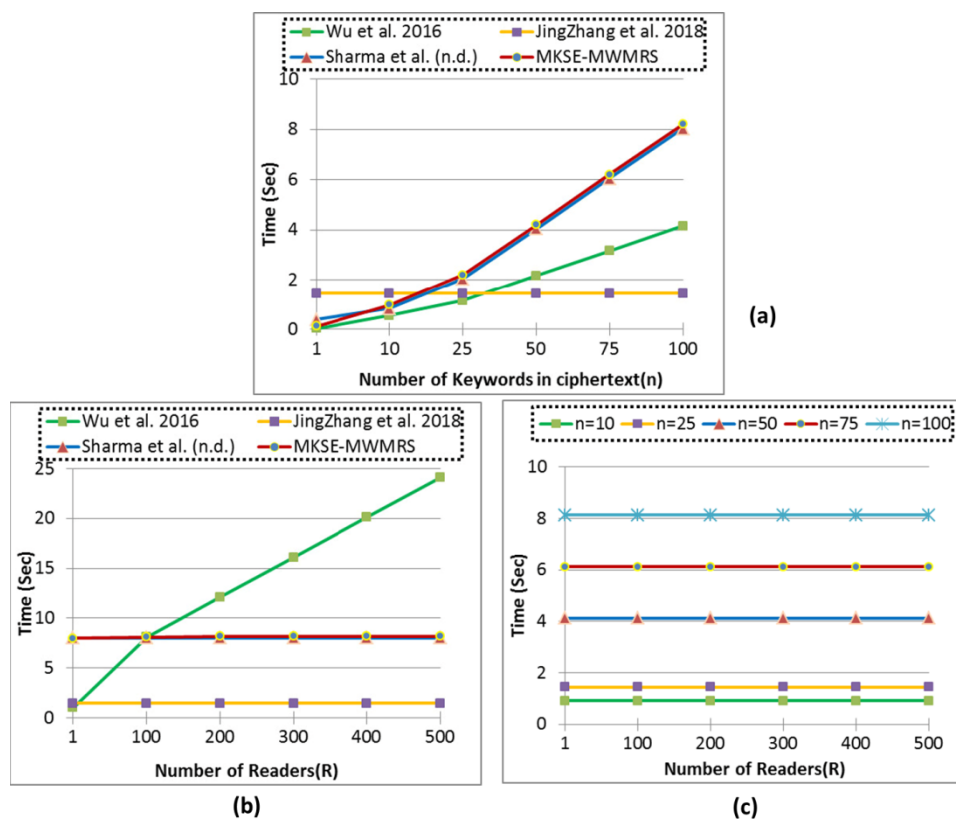 Wu et al. 2016 JingZhang et al. 2018
Sharma et al. (n.d.) MKSE-MWMRS
10
8
6
4
2
0
Time (Sec)
1 10 25 50 75 100
Number of Keywords in ciphertext(n)
(a)
Wu et al. 2016 JingZhang et al. 2018
Sharma et al. (n.d.) MKSE-MWMRS
25
20
15
10
5
0
Time (Sec)
1 100 200 300 400 500
Number of Readers(R)
(b)
n=10 n=25 n=50 n=75 n=100
10
8
6
4
2
0
Time (Sec)
1 100 200 300 400 500
Number of Readers(R)
(c)